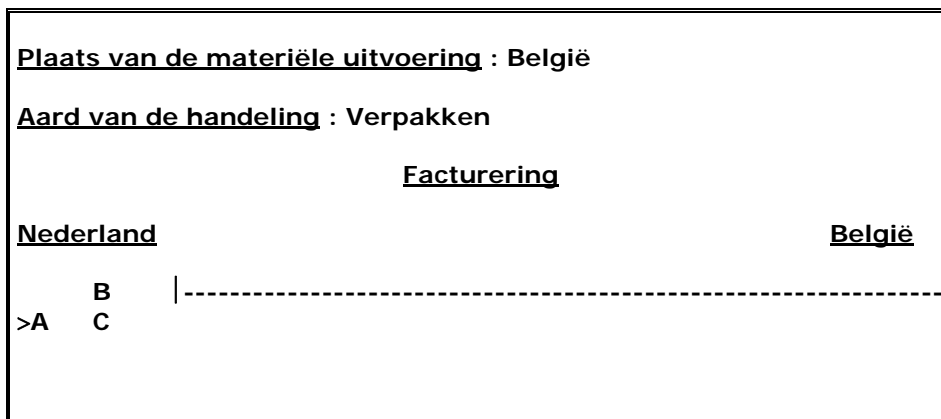 Plaats van de materiële uitvoering : België
Aard van de handeling : Verpakken
Facturering
Nederland België
B |-----------------------------------------------------------------
>A C